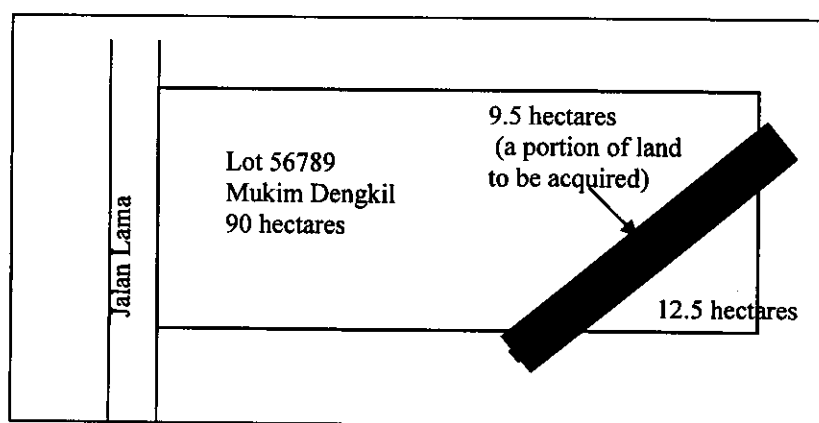 9.5 hectares
(a portion of land
to be acquired)
Lot 56789
Mukim Dengkil
90 hectares
Jalan Lama
12.5 hectares